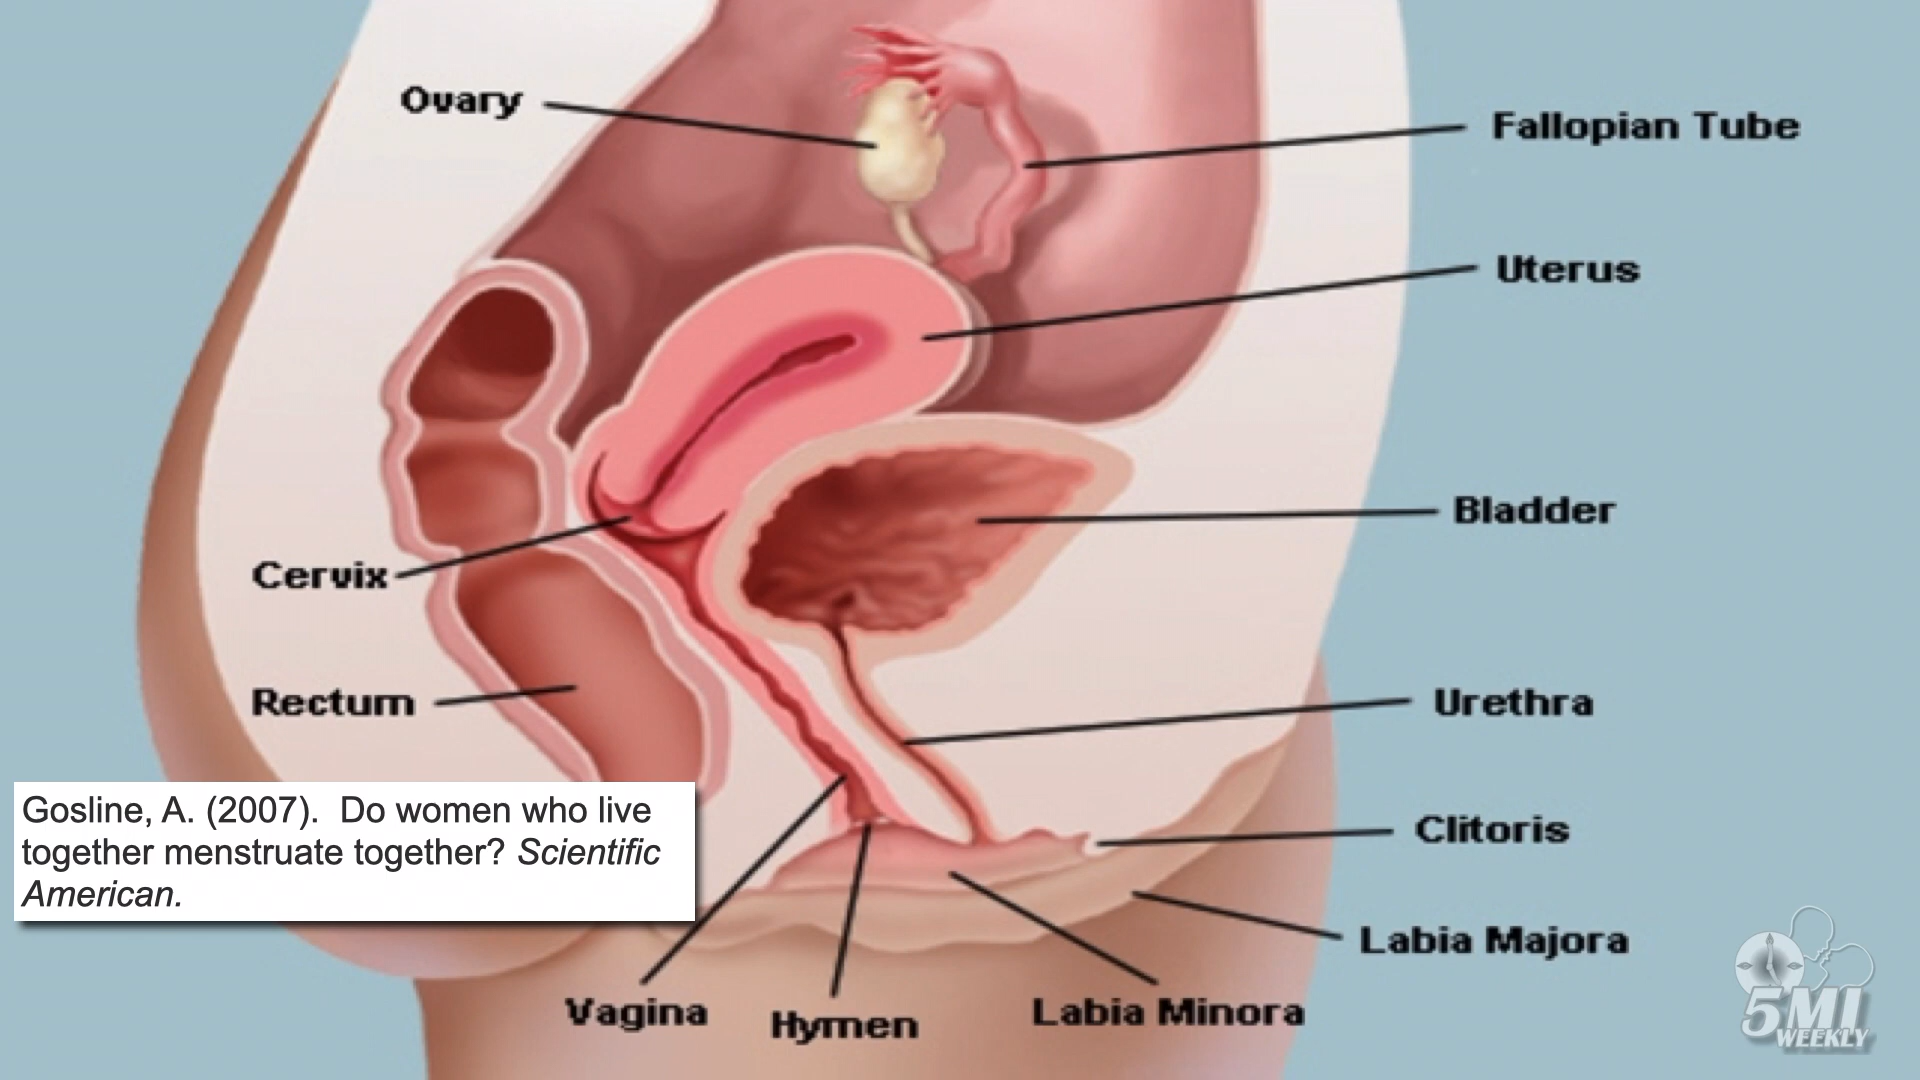 Ovary
Fallopian Tube
Uterus
Bladder
Cervix
Rectum
Urethra
Gosline, A. (2007).  Do women who live
together menstruate together? Scientific
American.
Clitoris
Labia Majora
Vagina
Hymen
Labia Minora
5MI
WEEKLY